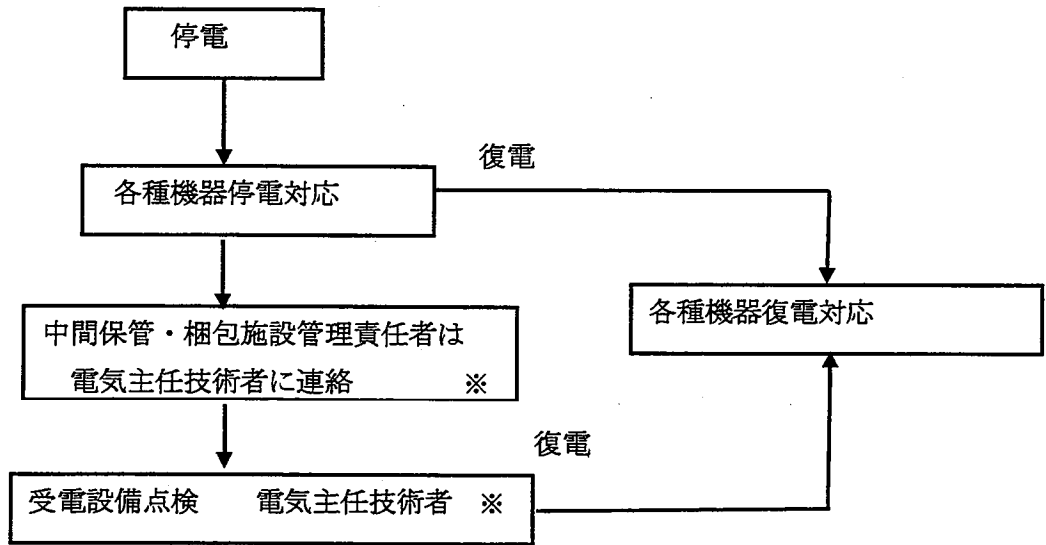 停電
復電
各種機器停電対応
各種機器復電対応
中間保管・梱包施設管理責任者は
電気主任技術者に連絡　※
復電
受電設備点検　電気主任技術者　※